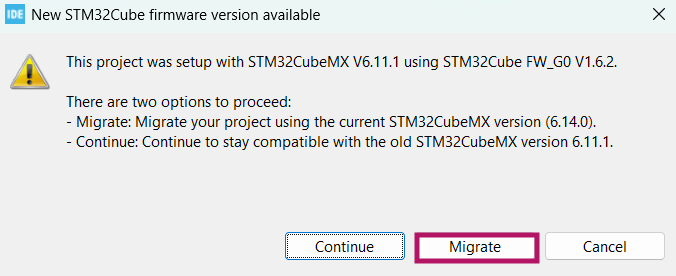 IDE New STM32Cube firmware version available
This project was setup with STM32CubeMX V6.11.1 using STM32Cube FW_G0 V1.6.2.
There are two options to proceed:
- Migrate: Migrate your project using the current STM32CubeMX version (6.14.0).
- Continue: Continue to stay compatible with the old STM32CubeMX version 6.11.1.
Continue Migrate Cancel